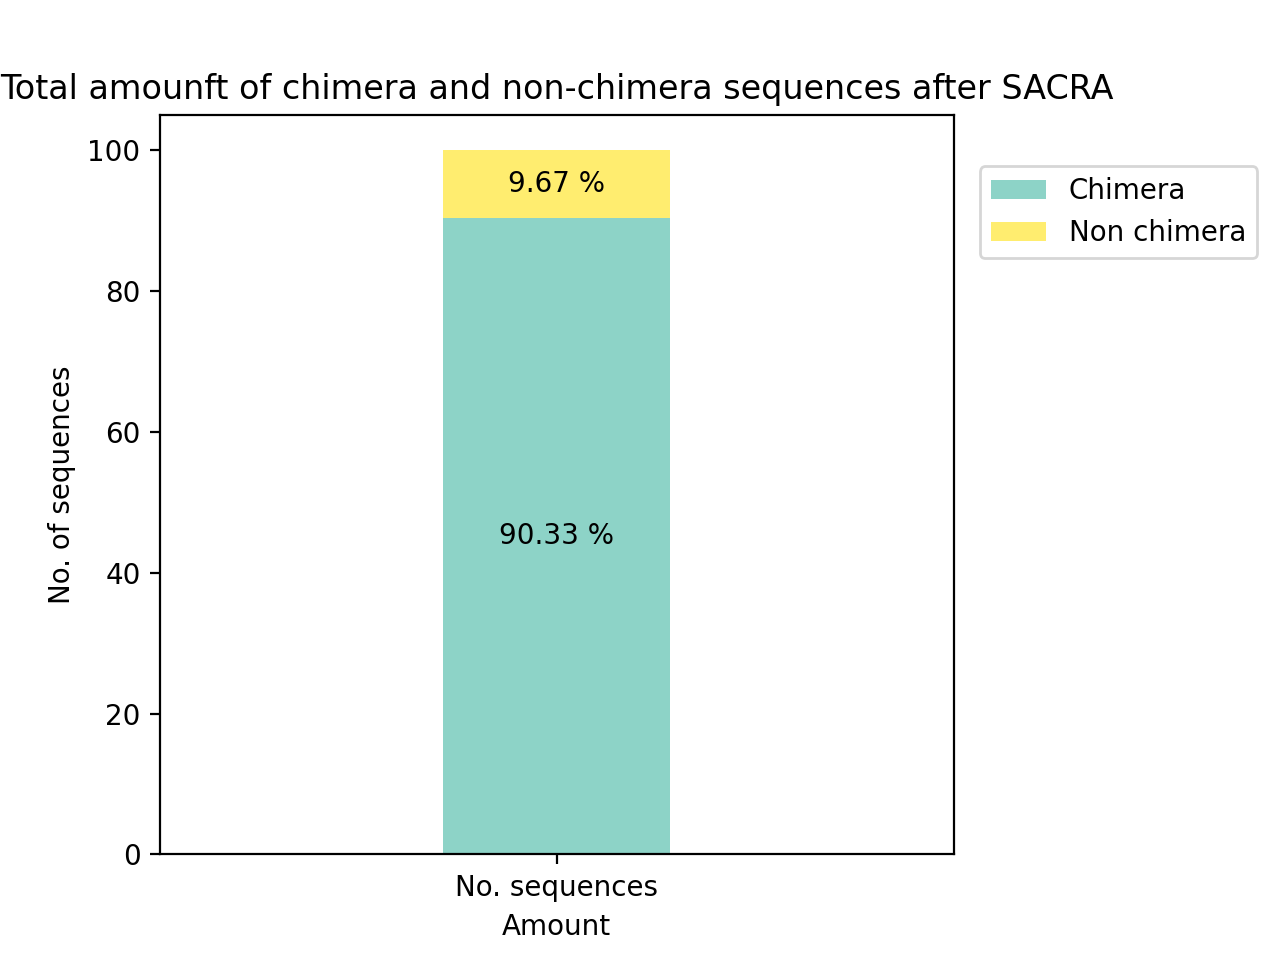 Total amounft of chimera and non-chimera sequences after SACRA
100
80
60
40
20
0
No. of sequences
9.67 %
90.33 %
No. sequences
Amount
Chimera
Non chimera